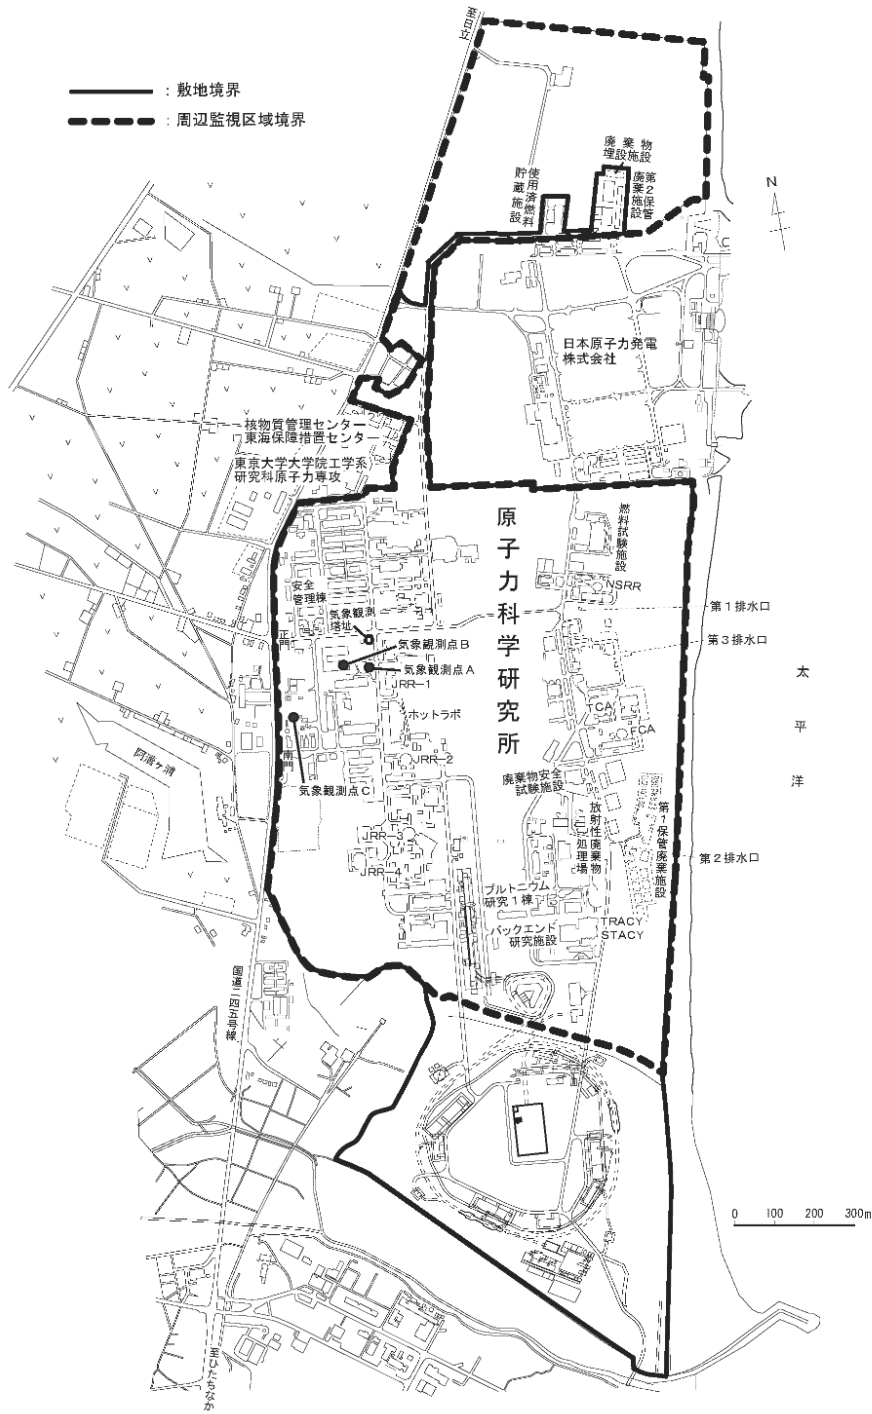 至日立
：敷地境界
：周辺監視区域境界
廃棄物
埋設施設
使用済燃料
貯蔵施設
第2保管
廃棄施設
N
日本原子力発電
株式会社
核物質管理センター
東海保障措置センター
東京大学大学院工学系
研究科原子力専攻
原子力科学研究所
燃料試験施設
NSRR
安全
管理棟
気象観測
塔址
正門
第1排水口
気象観測点B
第3排水口
気象観測点A
JRR-1
太平洋
ホットラボ
TCA
FCA
南門
JRR-2
阿漕ヶ浦
気象観測点C
廃棄物安全
試験施設
放射性廃棄物
処理場
第1保管廃棄施設
JRR-3
第2排水口
JRR-4
プルトニウム
研究1棟
バックエンド
研究施設
TRACY
STACY
国道二四五号線
0 100 200 300m
至ひたちなか